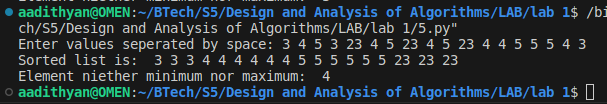 aadithyan@OMEN:~/BTech/S5/Design and Analysis of Algorithms/LAB/lab 1$ /bi
ch/S5/Design and Analysis of Algorithms/LAB/lab 1/5.py"
Enter values seperated by space: 3 4 5 3 23 4 5 23 4 5 23 4 4 5 5 5 4 3
Sorted list is:  3 3 3 4 4 4 4 4 4 5 5 5 5 5 5 23 23 23
Element niether minimum nor maximum:  4
aadithyan@OMEN:~/BTech/S5/Design and Analysis of Algorithms/LAB/lab 1$